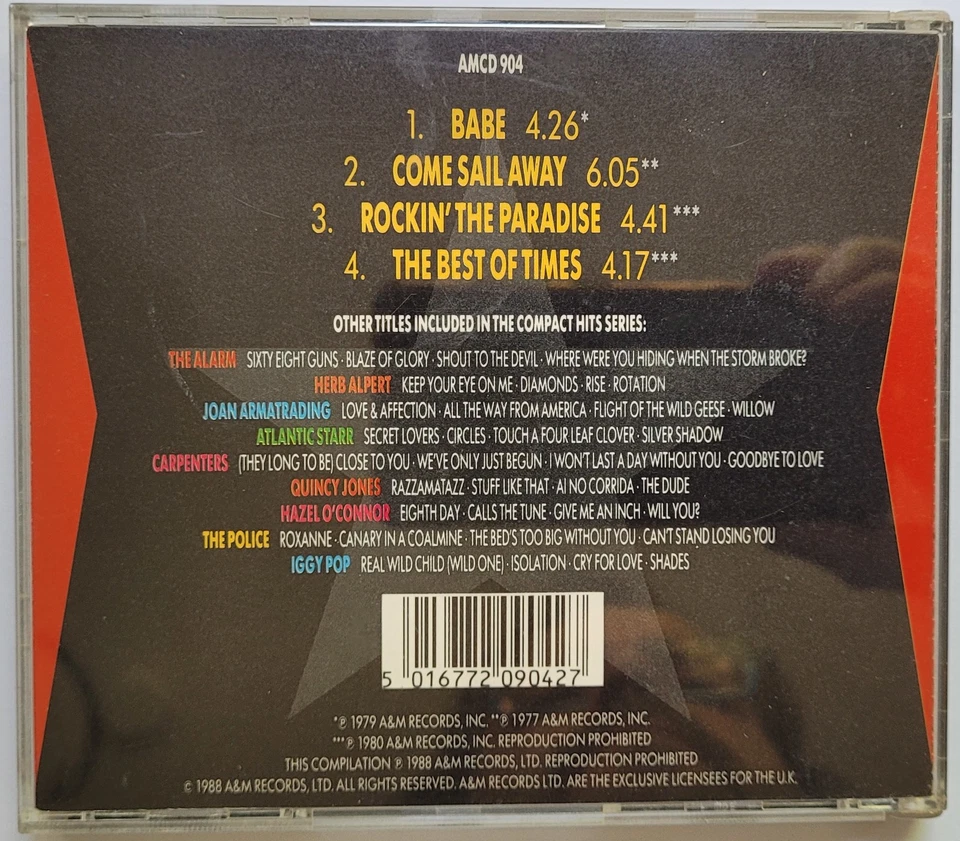 AMCD 904
1. BABE 4.26*
2. COME SAIL AWAY 6.05**
3. ROCKIN' THE PARADISE 4.41***
4. THE BEST OF TIMES 4.17***
OTHER TITLES INCLUDED IN THE COMPACT HITS SERIES:
THE ALARM SIXTY EIGHT GUNS · BLAZE OF GLORY · SHOUT TO THE DEVIL · WHERE WERE YOU HIDING WHEN THE STORM BROKE?
HERB ALPERT KEEP YOUR EYE ON ME · DIAMONDS · RISE · ROTATION
JOAN ARMATRADING LOVE & AFFECTION · ALL THE WAY FROM AMERICA · FLIGHT OF THE WILD GEESE · WILLOW
ATLANTIC STARR SECRET LOVERS · CIRCLES · TOUCH A FOUR LEAF CLOVER · SILVER SHADOW
CARPENTERS (THEY LONG TO BE) CLOSE TO YOU · WE'VE ONLY JUST BEGUN · I WON'T LAST A DAY WITHOUT YOU · GOODBYE TO LOVE
QUINCY JONES RAZZAMATAZZ · STUFF LIKE THAT · AI NO CORRIDA · THE DUDE
HAZEL O'CONNOR EIGHTH DAY · CALLS THE TUNE · GIVE ME AN INCH · WILL YOU?
THE POLICE ROXANNE · CANARY IN A COALMINE · THE BED'S TOO BIG WITHOUT YOU · CAN'T STAND LOSING YOU
IGGY POP REAL WILD CHILD (WILD ONE) · ISOLATION · CRY FOR LOVE · SHADES
5 016772 090427
*℗ 1979 A&M RECORDS, INC. **℗ 1977 A&M RECORDS, INC.
***℗ 1980 A&M RECORDS, INC. REPRODUCTION PROHIBITED
THIS COMPILATION ℗ 1988 A&M RECORDS, LTD. REPRODUCTION PROHIBITED
© 1988 A&M RECORDS, LTD. ALL RIGHTS RESERVED. A&M RECORDS LTD. ARE THE EXCLUSIVE LICENSEES FOR THE U.K.